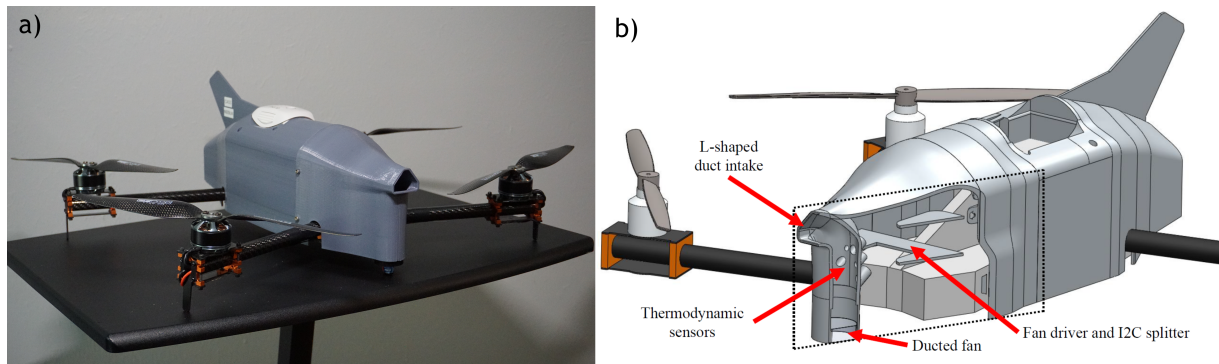 a)
b)
L-shaped
duct intake
Thermodynamic
sensors
Fan driver and I2C splitter
Ducted fan